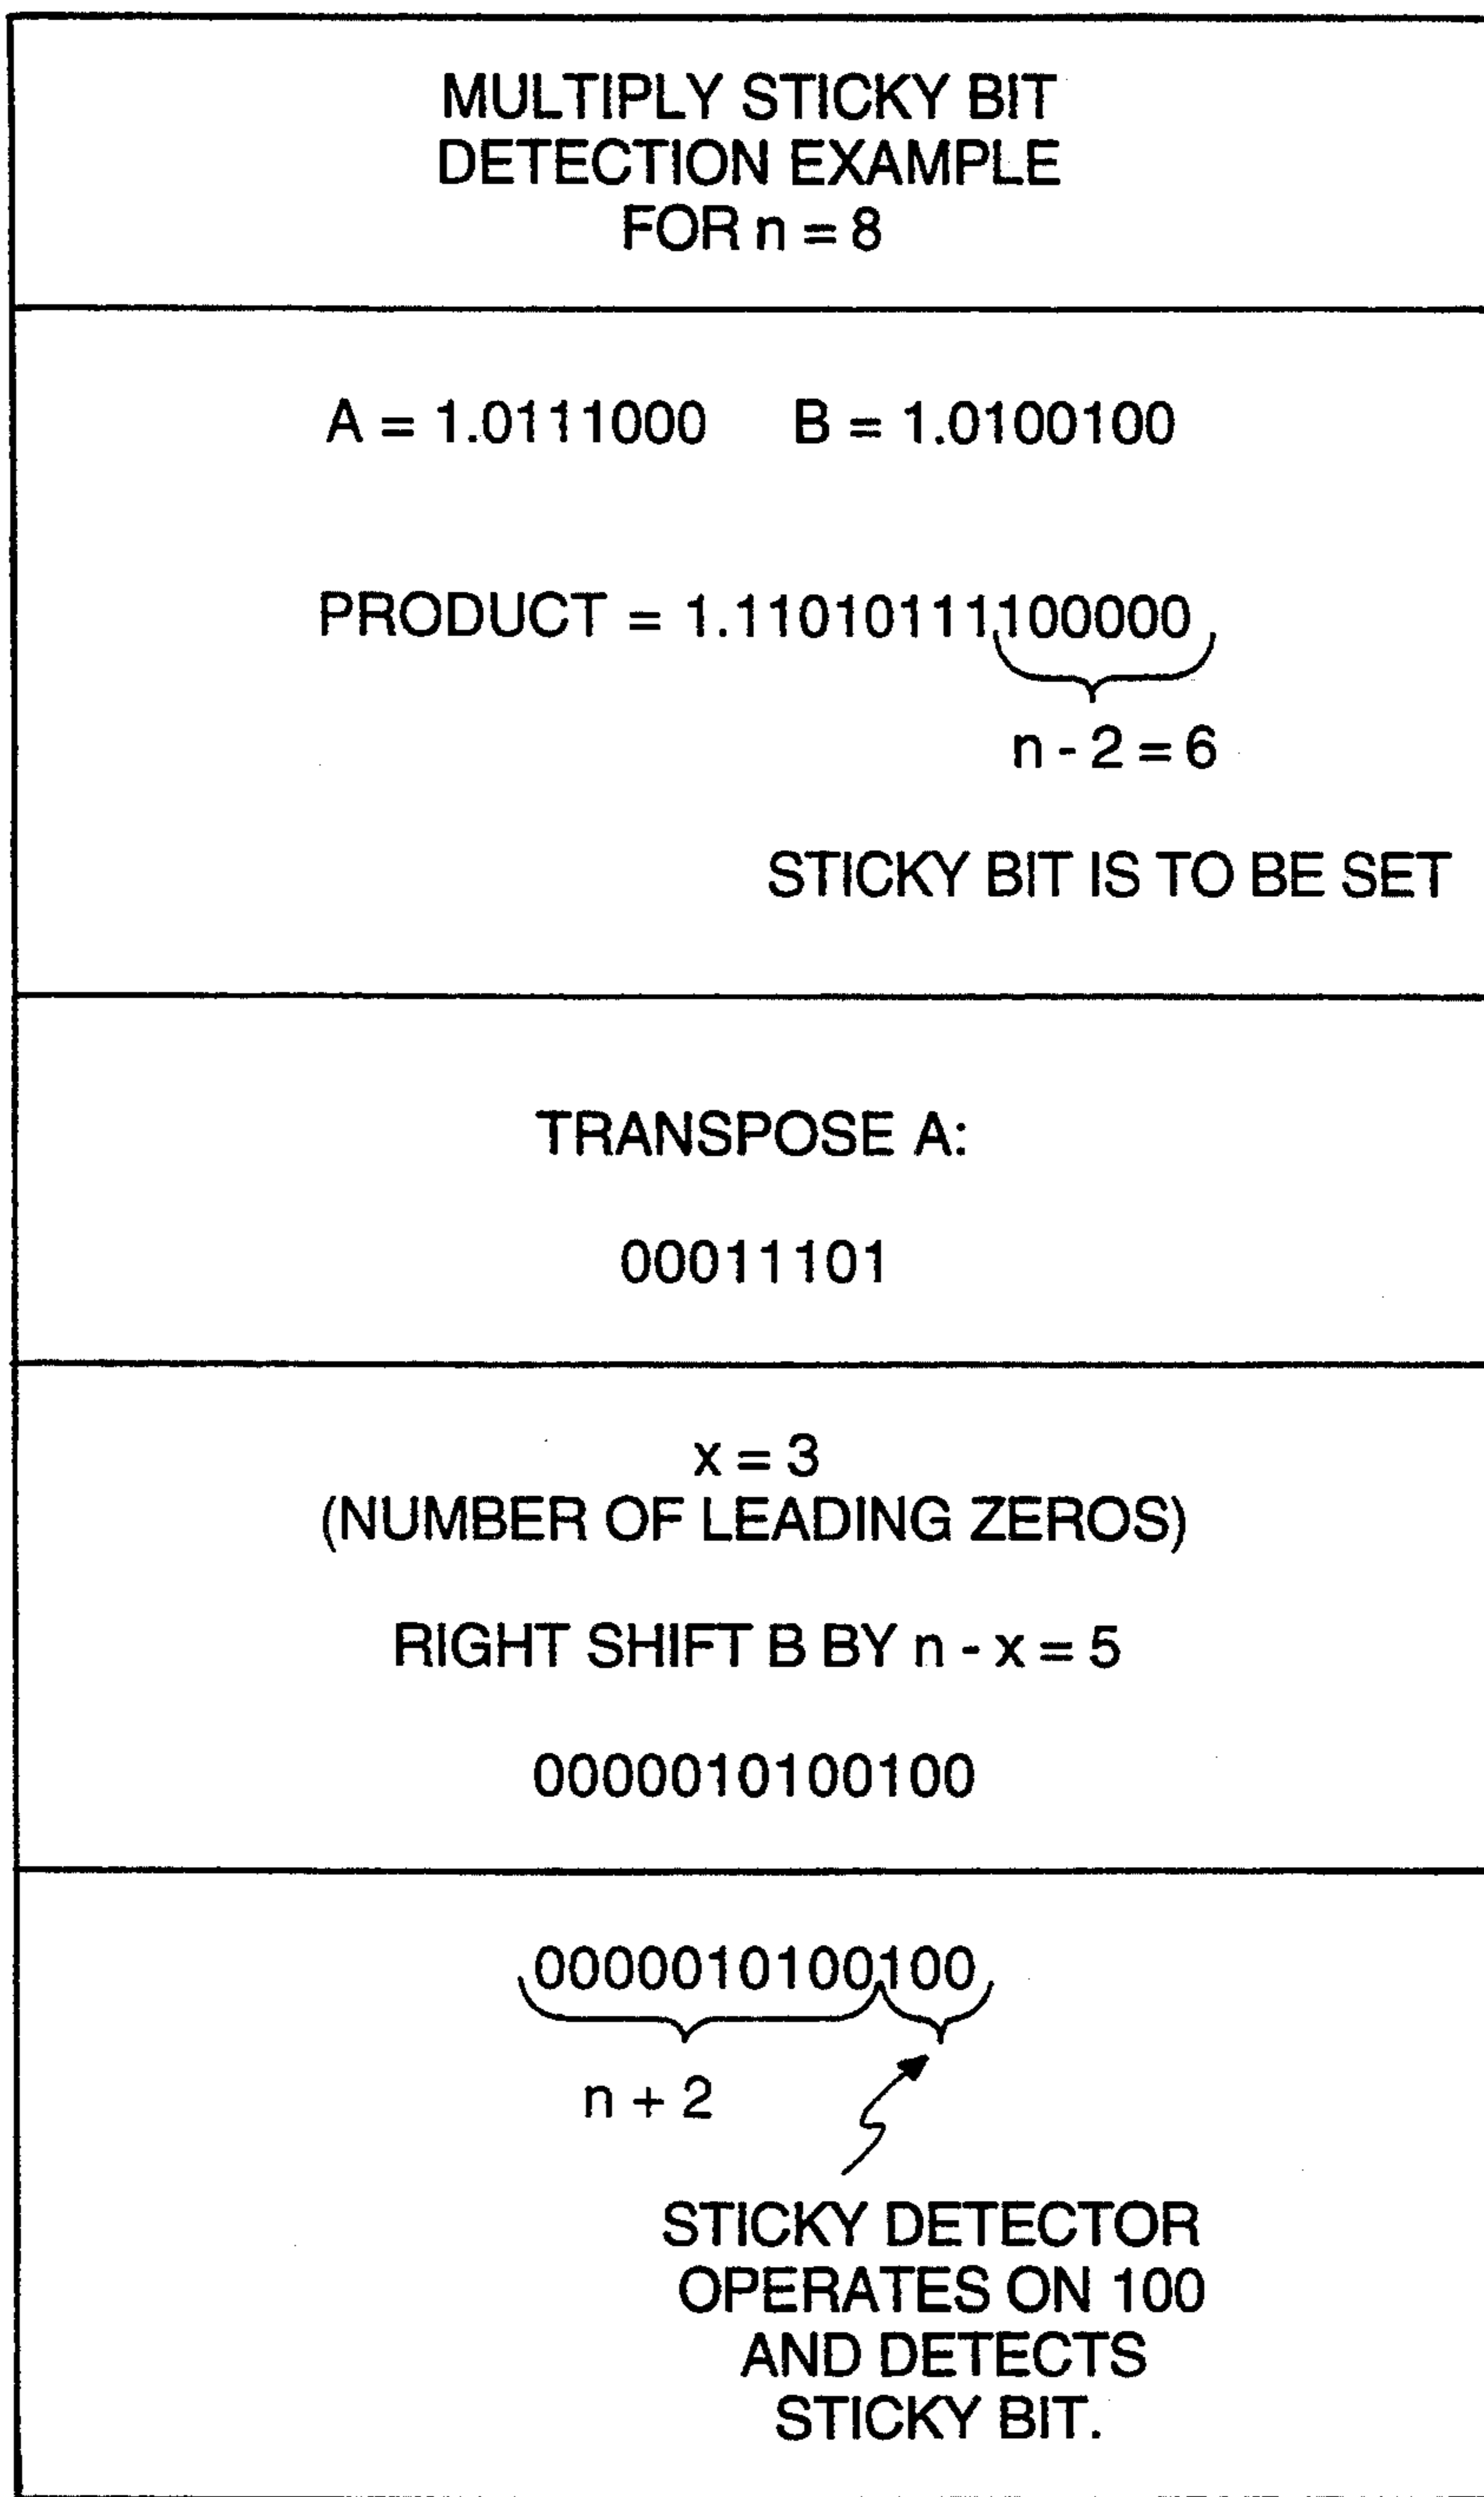 MULTIPLY STICKY BIT
DETECTION EXAMPLE
FOR n = 8
A = 1.0111000 B = 1.0100100
PRODUCT = 1.11010111100000
n - 2 = 6
STICKY BIT IS TO BE SET
TRANSPOSE A:
00011101
x = 3
(NUMBER OF LEADING ZEROS)
RIGHT SHIFT B BY n - x = 5
0000010100100
0000010100100
n + 2
STICKY DETECTOR
OPERATES ON 100
AND DETECTS
STICKY BIT.